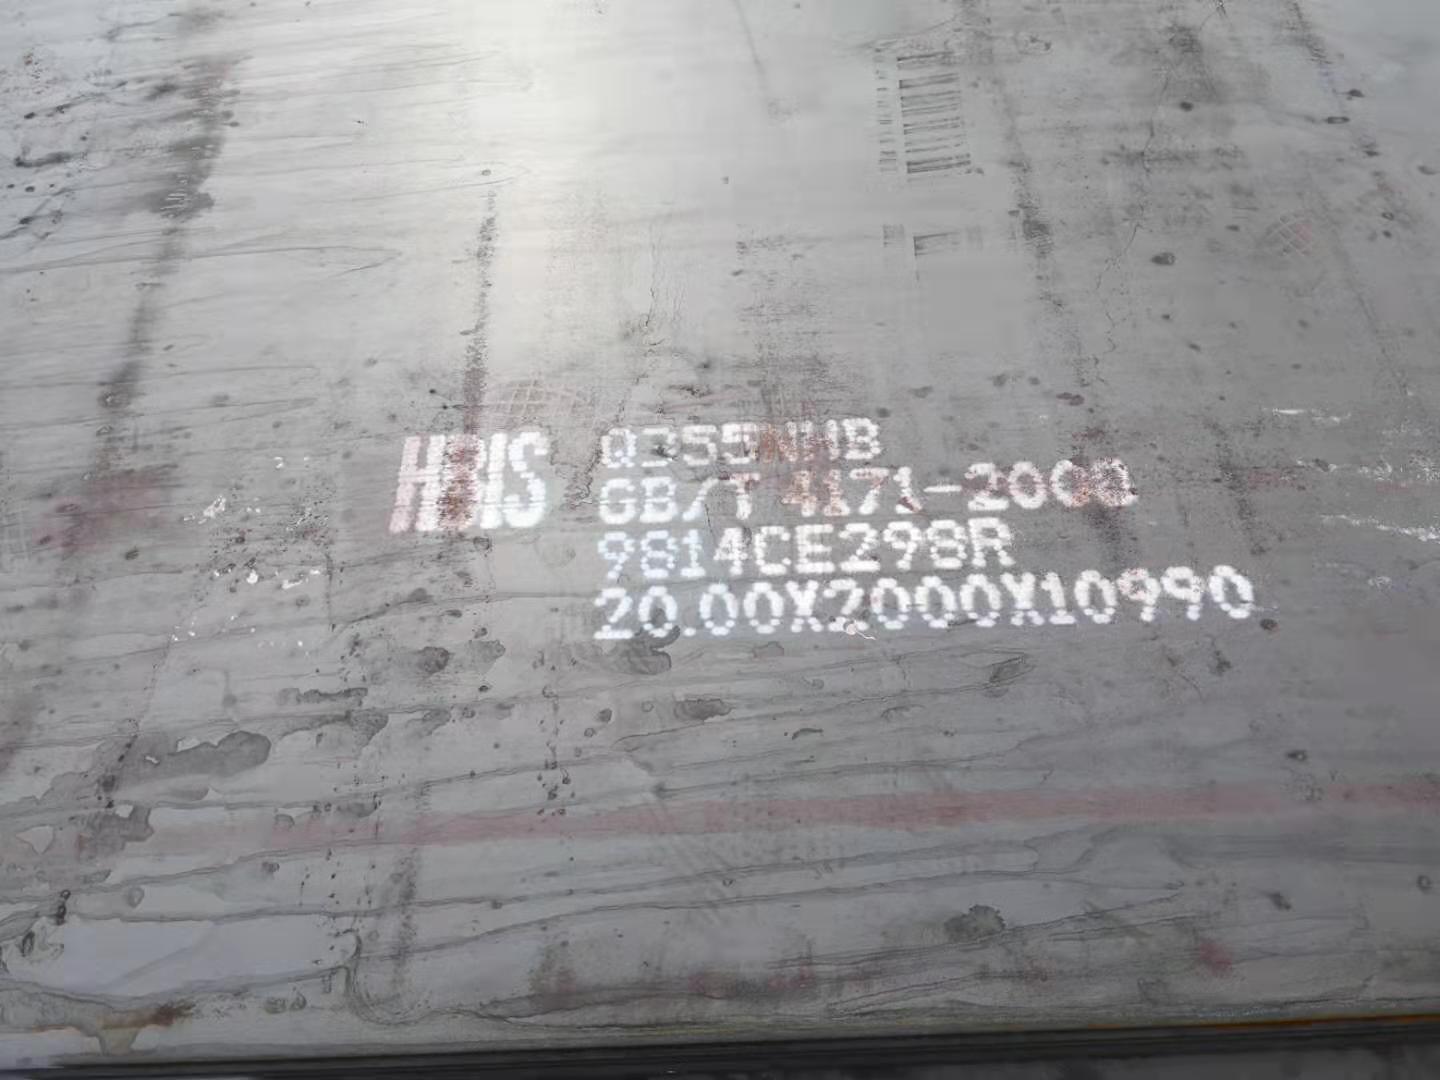 HBIS
Q355NHB
GB/T 4171-2008
9814CE298R
20.00X2000X10990